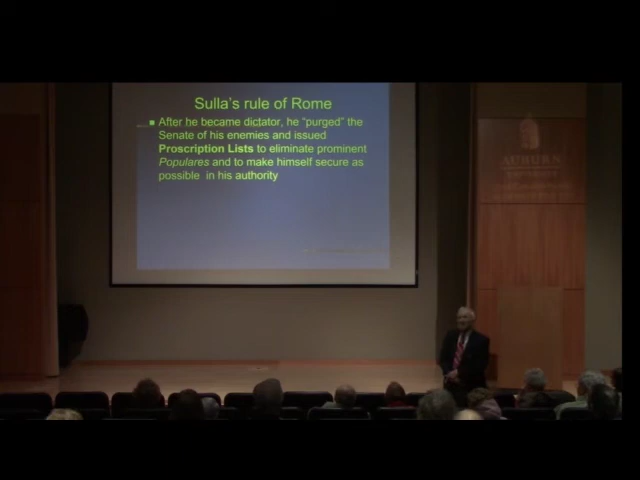 Sulla's rule of Rome
After he became dictator, he "purged" the
Senate of his enemies and issued
Proscription Lists to eliminate prominent
Populares and to make himself secure as
possible in his authority
AUBURN
UNIVERSITY